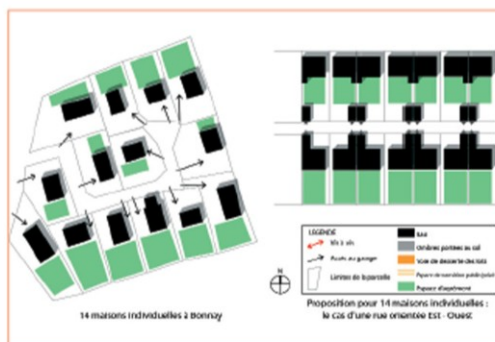 LEGENDE
Vis à vis
Accès au garage
Limites de la parcelle
Bâti
Ombres portées au sol
Voie de desserte des lots
Espace de transition public/privé
Espace d'agrément
N
14 maisons individuelles à Bonnay
Proposition pour 14 maisons individuelles :
le cas d'une rue orientée Est - Ouest